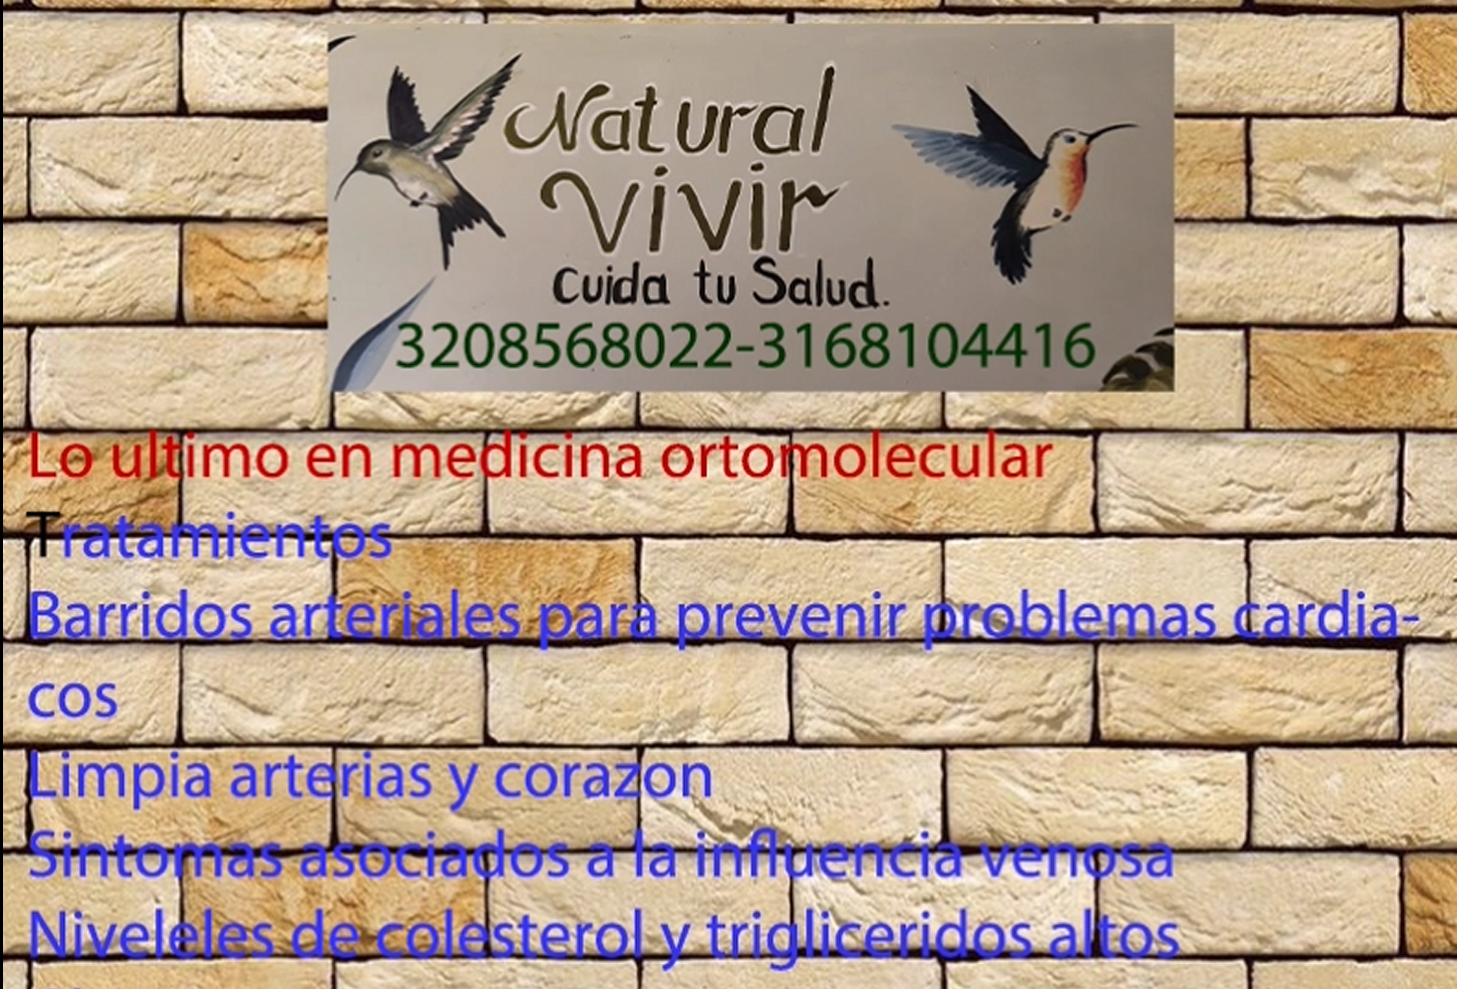 Natural
Vivir
Cuida tu Salud.
3208568022-3168104416
Lo ultimo en medicina ortomolecular
Tratamientos
Barridos arteriales para prevenir problemas cardia-
cos
Limpia arterias y corazon
Sintomas asociados a la influencia venosa
Niveleles de colesterol y trigliceridos altos